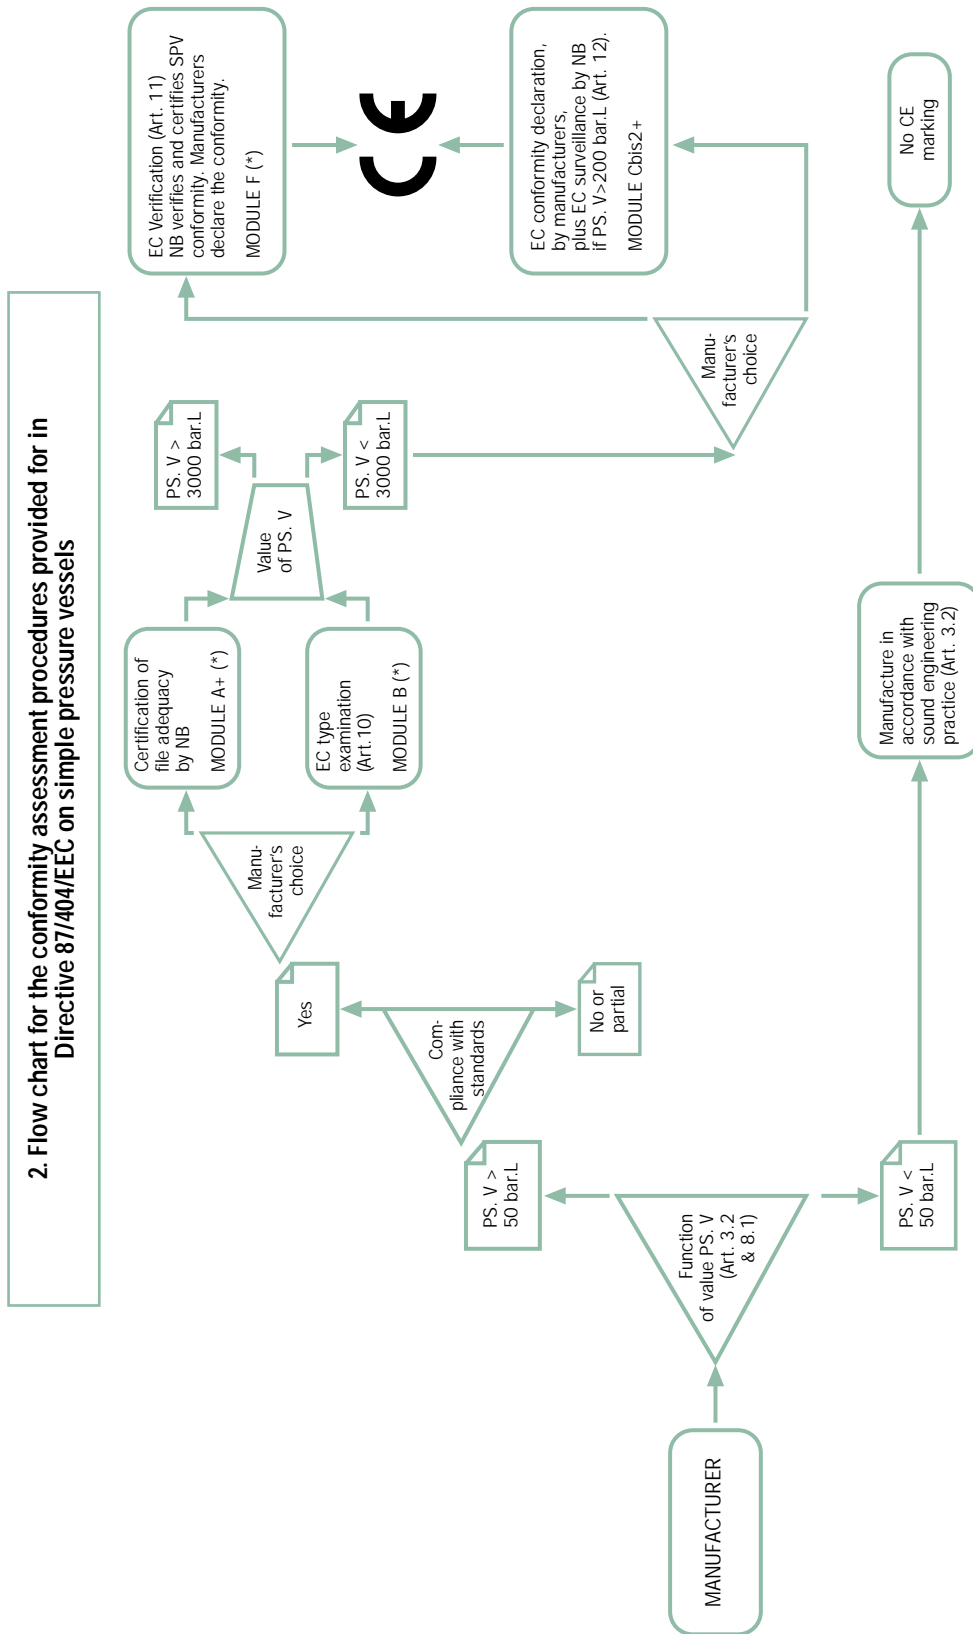 2. Flow chart for the conformity assessment procedures provided for in
Directive 87/404/EEC on simple pressure vessels
MANUFACTURER
Function
of value PS. V
(Art. 3.2
& 8.1)
PS. V >
50 bar.L
PS. V <
50 bar.L
Com-
pliance with
standards
Yes
No or
partial
Manu-
facturer's
choice
Certification of
file adequacy
by NB
MODULE A+ (*)
EC type
examination
(Art.10)
MODULE B (*)
Value
of PS. V
PS. V >
3000 bar.L
PS. V <
3000 bar.L
Manu-
facturer's
choice
EC Verification (Art. 11)
NB verifies and certifies SPV
conformity. Manufacturers
declare the conformity.
MODULE F (*)
CE
EC conformity declaration,
by manufacturers,
plus EC surveillance by NB
if PS. V>200 bar.L (Art. 12).
MODULE Cbis2+
Manufacture in
accordance with
sound engineering
practice (Art. 3.2)
No CE
marking